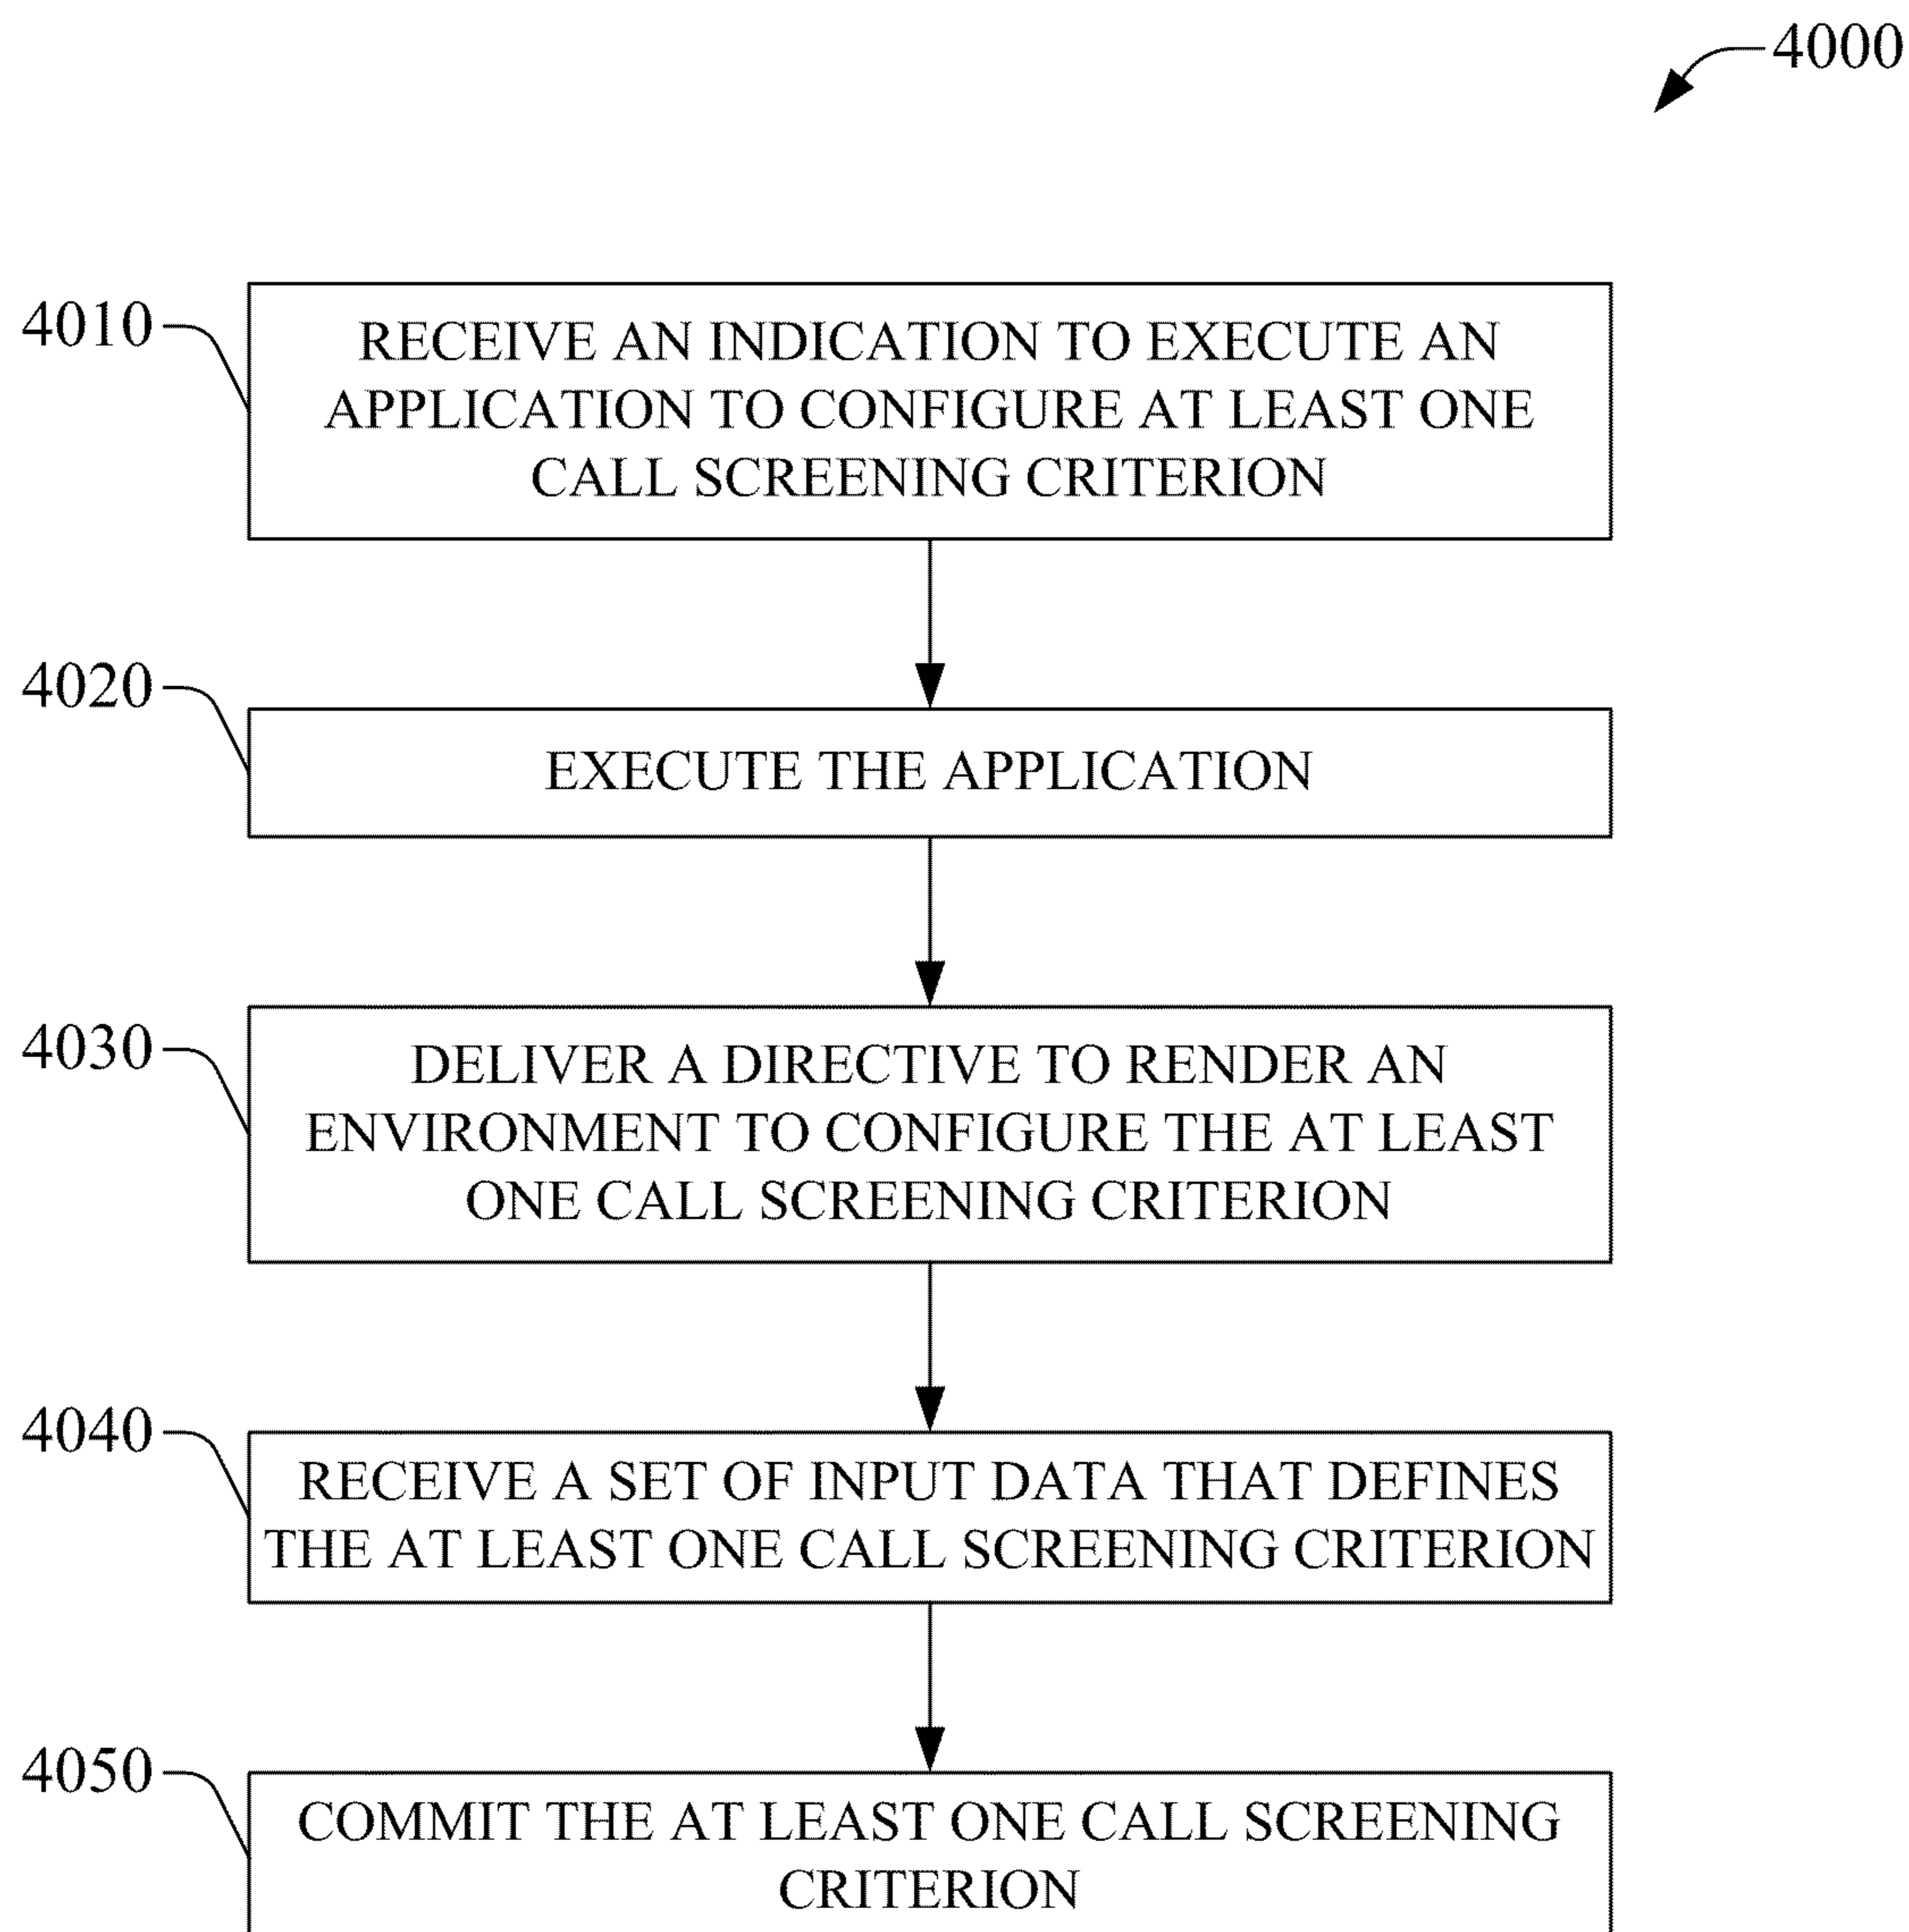 4000
4010
RECEIVE AN INDICATION TO EXECUTE AN
APPLICATION TO CONFIGURE AT LEAST ONE
CALL SCREENING CRITERION
4020
EXECUTE THE APPLICATION
4030
DELIVER A DIRECTIVE TO RENDER AN
ENVIRONMENT TO CONFIGURE THE AT LEAST
ONE CALL SCREENING CRITERION
4040
RECEIVE A SET OF INPUT DATA THAT DEFINES
THE AT LEAST ONE CALL SCREENING CRITERION
4050
COMMIT THE AT LEAST ONE CALL SCREENING
CRITERION